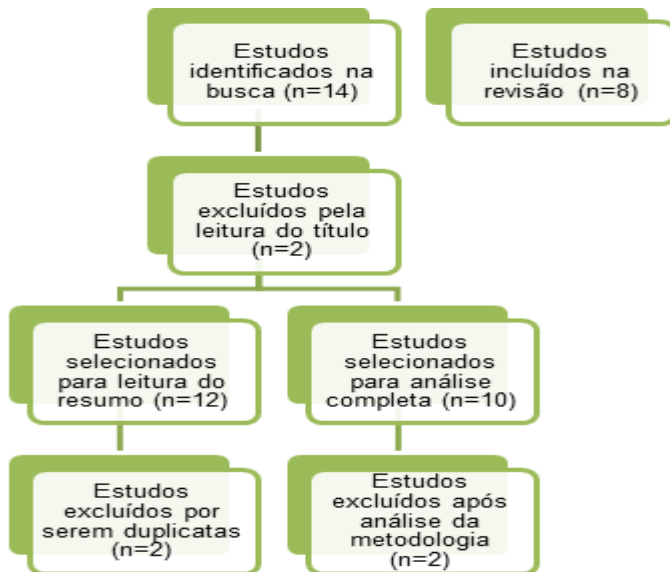 Estudos
identificados na
busca (n=14)
Estudos
incluídos na
revisão (n=8)
Estudos
excluídos pela
leitura do título
(n=2)
Estudos
selecionados
para leitura do
resumo (n=12)
Estudos
selecionados
para análise
completa (n=10)
Estudos
excluídos por
serem duplicatas
(n=2)
Estudos
excluídos após
análise da
metodologia
(n=2)